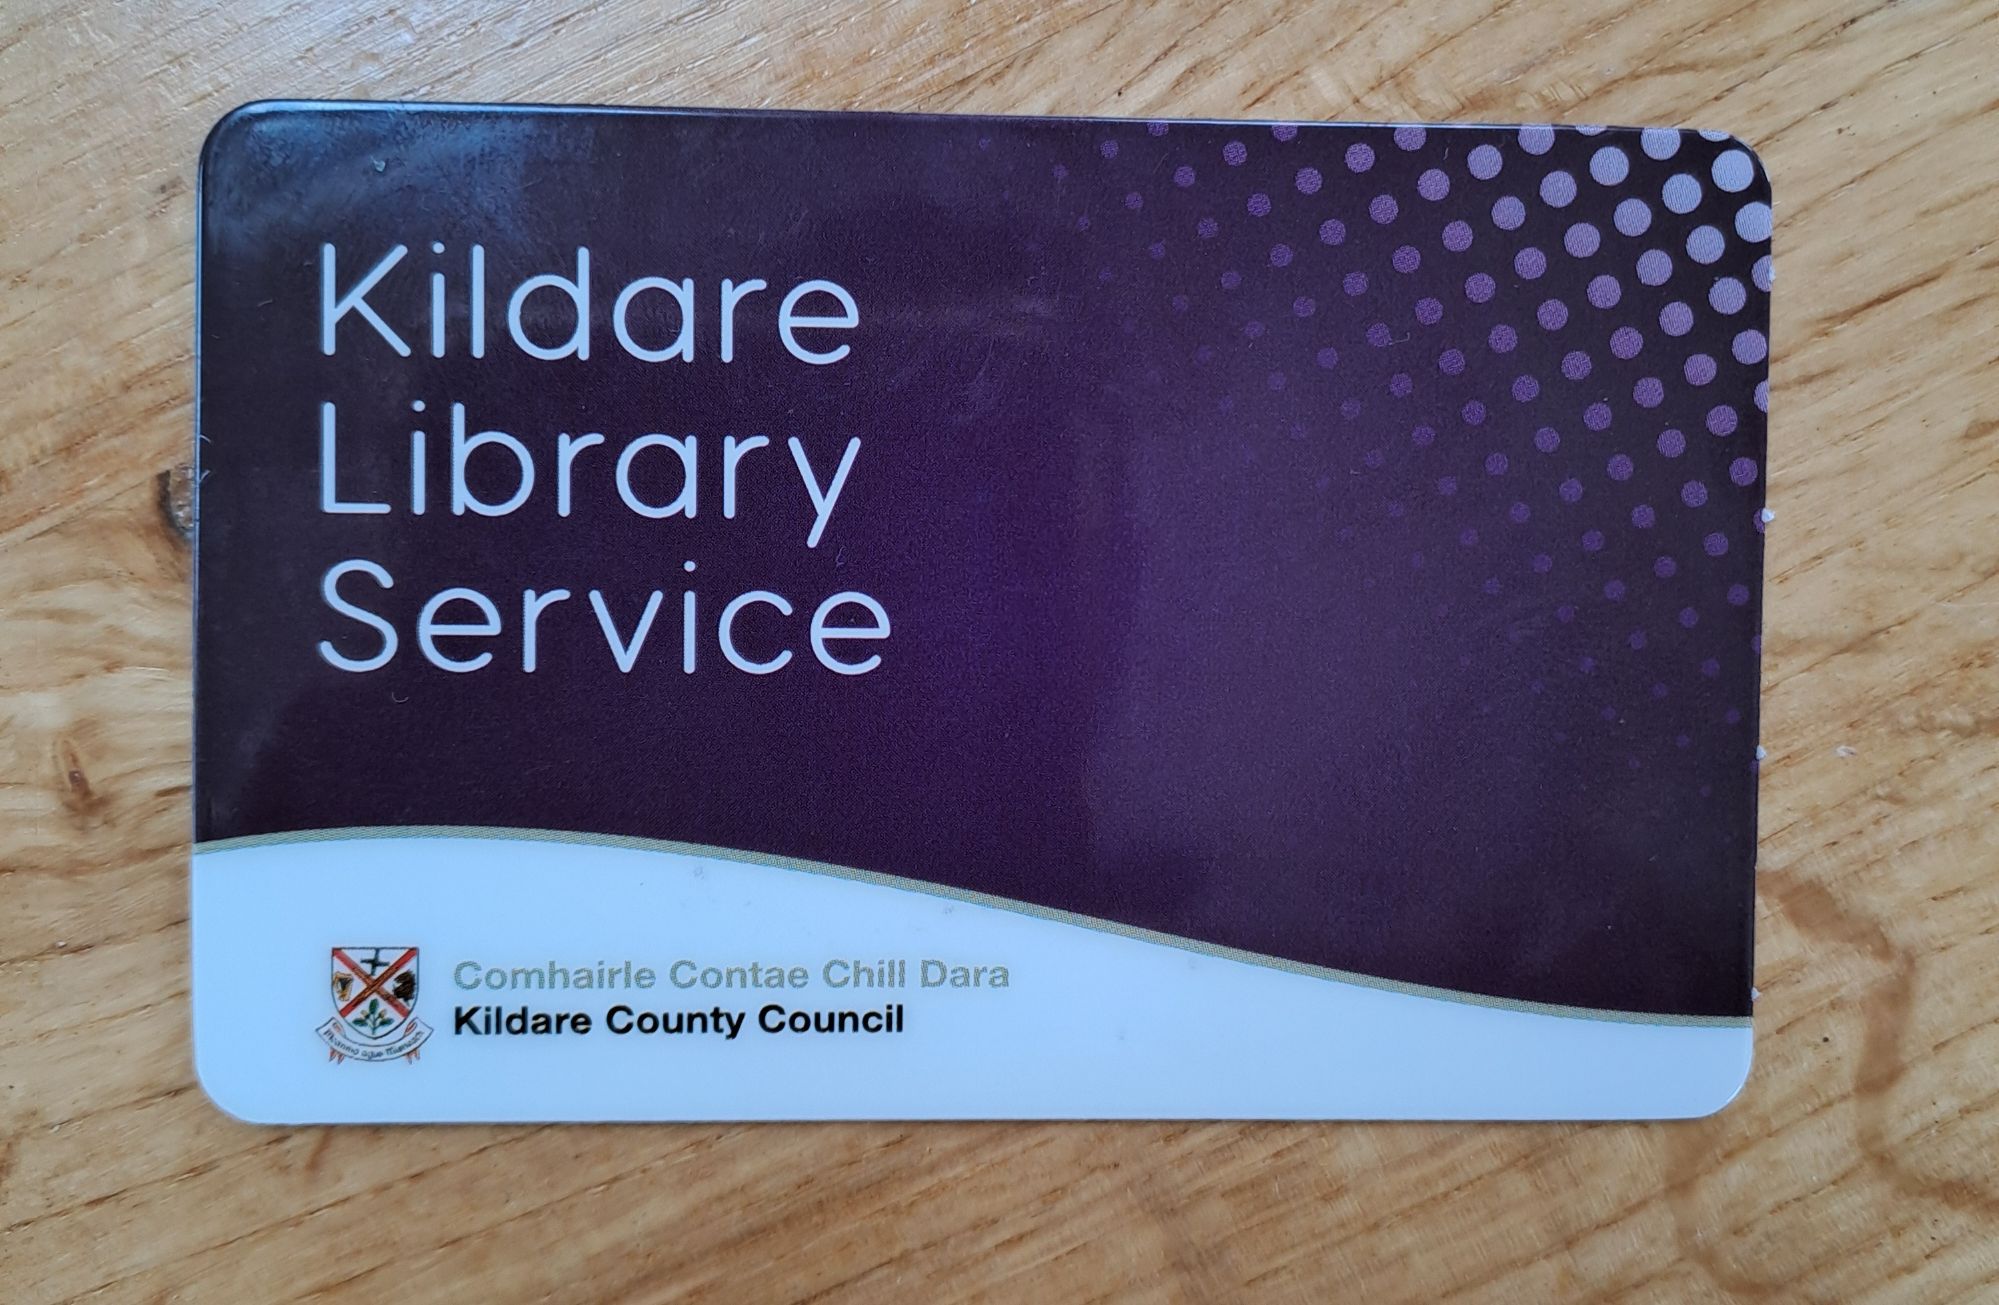 Kildare
Library
Service
Comhairle Contae Chill Dara
Kildare County Council